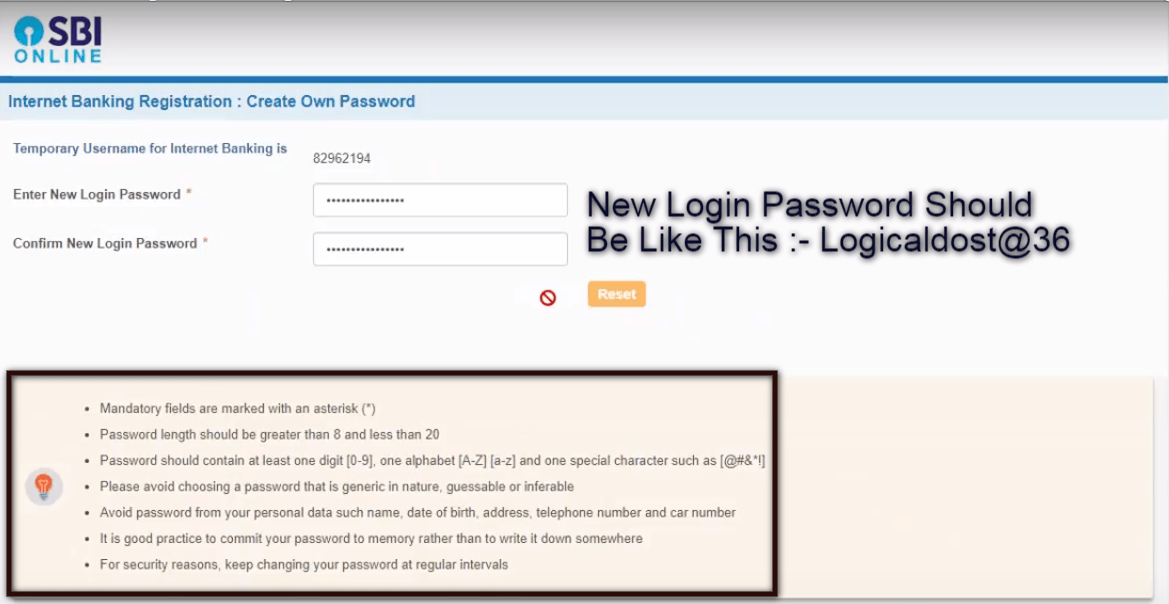 SBI
ONLINE
Internet Banking Registration : Create Own Password
Temporary Username for Internet Banking is
82962194
Enter New Login Password *
••••••••••••••••
Confirm New Login Password *
••••••••••••••••
New Login Password Should
Be Like This :- Logicaldost@36
Reset
• Mandatory fields are marked with an asterisk (*)
• Password length should be greater than 8 and less than 20
• Password should contain at least one digit [0-9], one alphabet [A-Z] [a-z] and one special character such as [@#&*!]
• Please avoid choosing a password that is generic in nature, guessable or inferable
• Avoid password from your personal data such name, date of birth, address, telephone number and car number
• It is good practice to commit your password to memory rather than to write it down somewhere
• For security reasons, keep changing your password at regular intervals